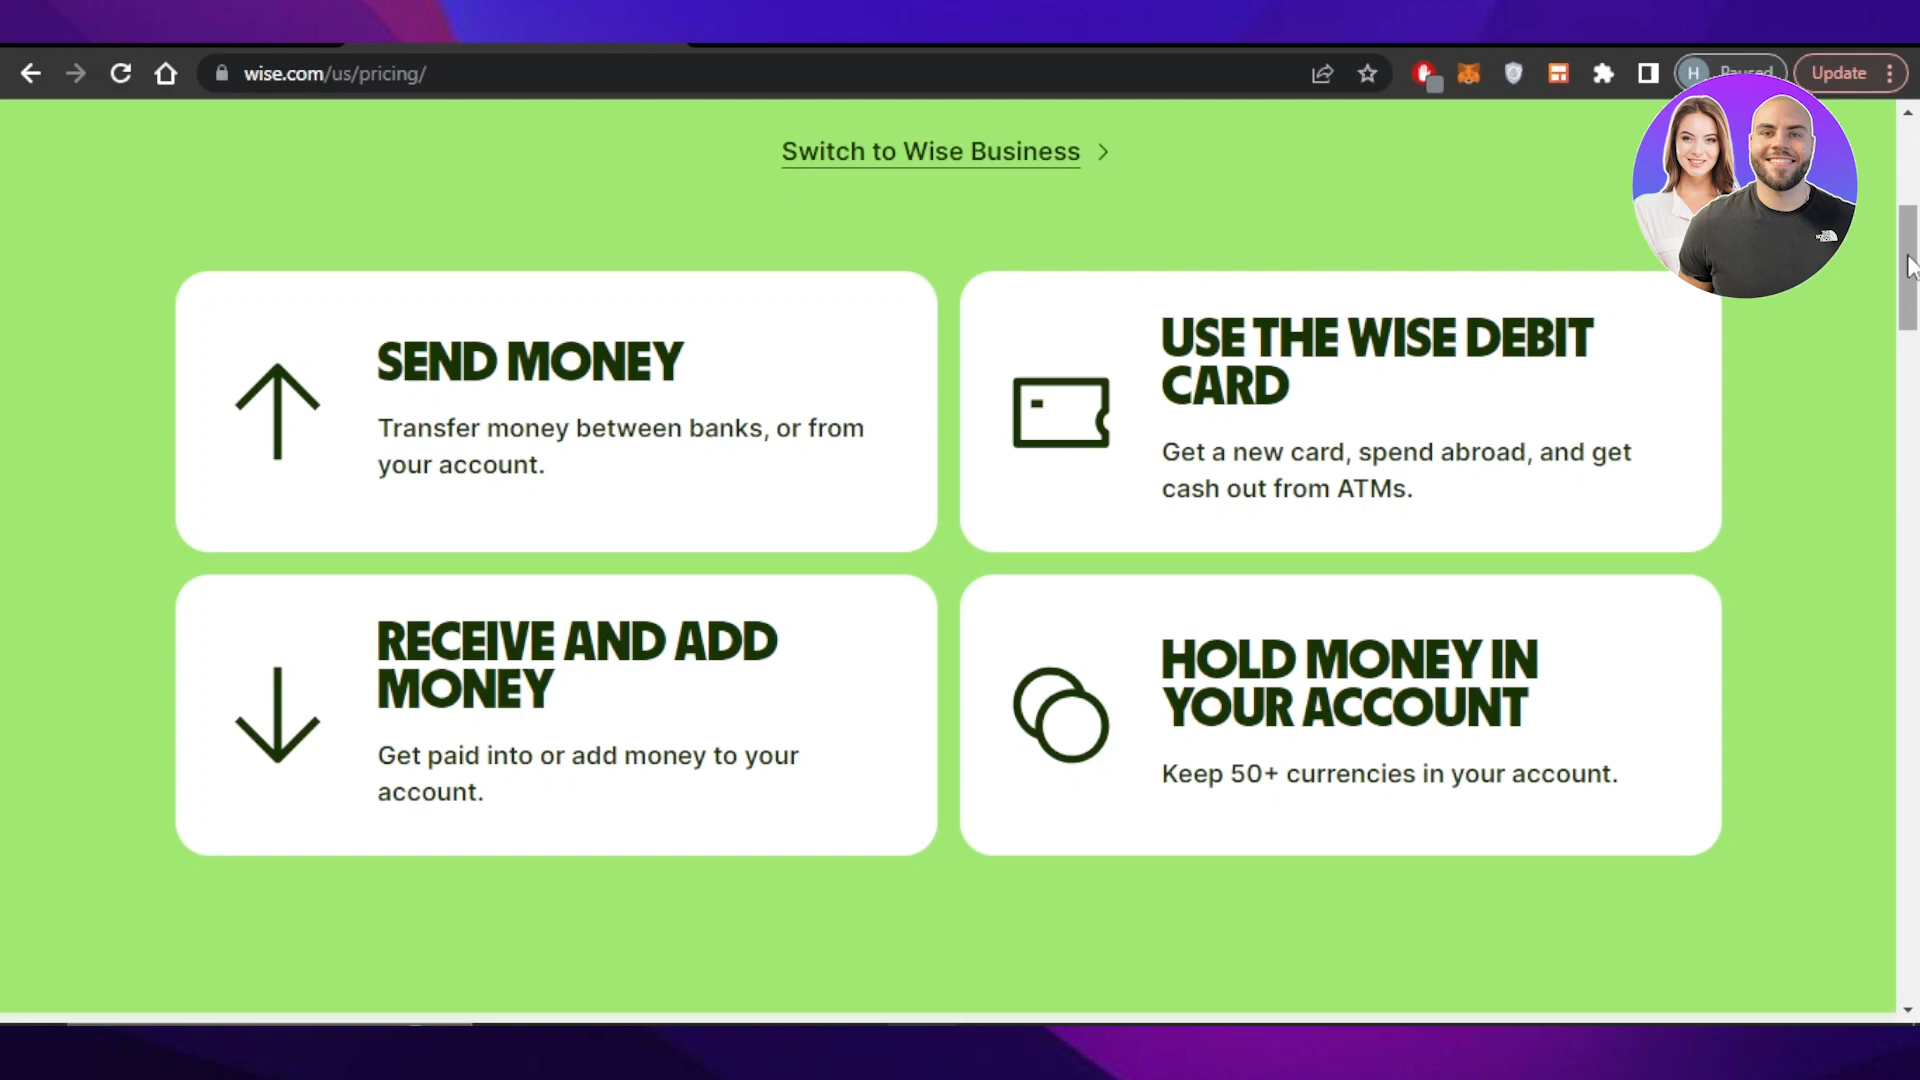 wise.com/us/pricing/
H Paused
Update
Switch to Wise Business
SEND MONEY
Transfer money between banks, or from
your account.
USE THE WISE DEBIT
CARD
Get a new card, spend abroad, and get
cash out from ATMs.
RECEIVE AND ADD
MONEY
Get paid into or add money to your
account.
HOLD MONEY IN
YOUR ACCOUNT
Keep 50+ currencies in your account.